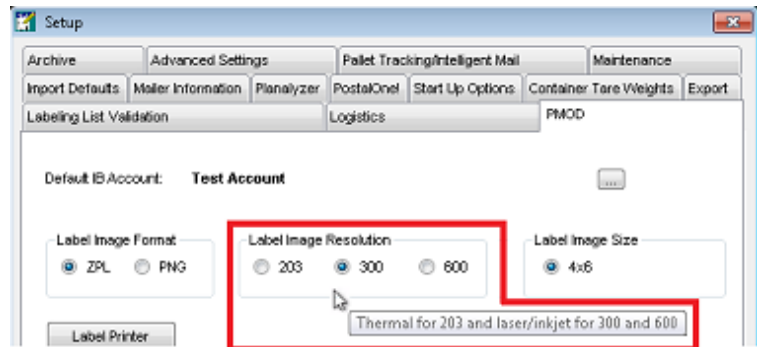 Setup
Archive Advanced Settings Pallet Tracking/Intelligent Mail Maintenance
Import Defaults Mailer Information Planalyzer PostalOne! Start Up Options Container Tare Weights Export
Labeling List Validation Logistics PMOD
Default IB Account: Test Account ...
Label Image Format Label Image Resolution Label Image Size
ZPL PNG 203 300 600 4x6
Thermal for 203 and laser/inkjet for 300 and 600
Label Printer